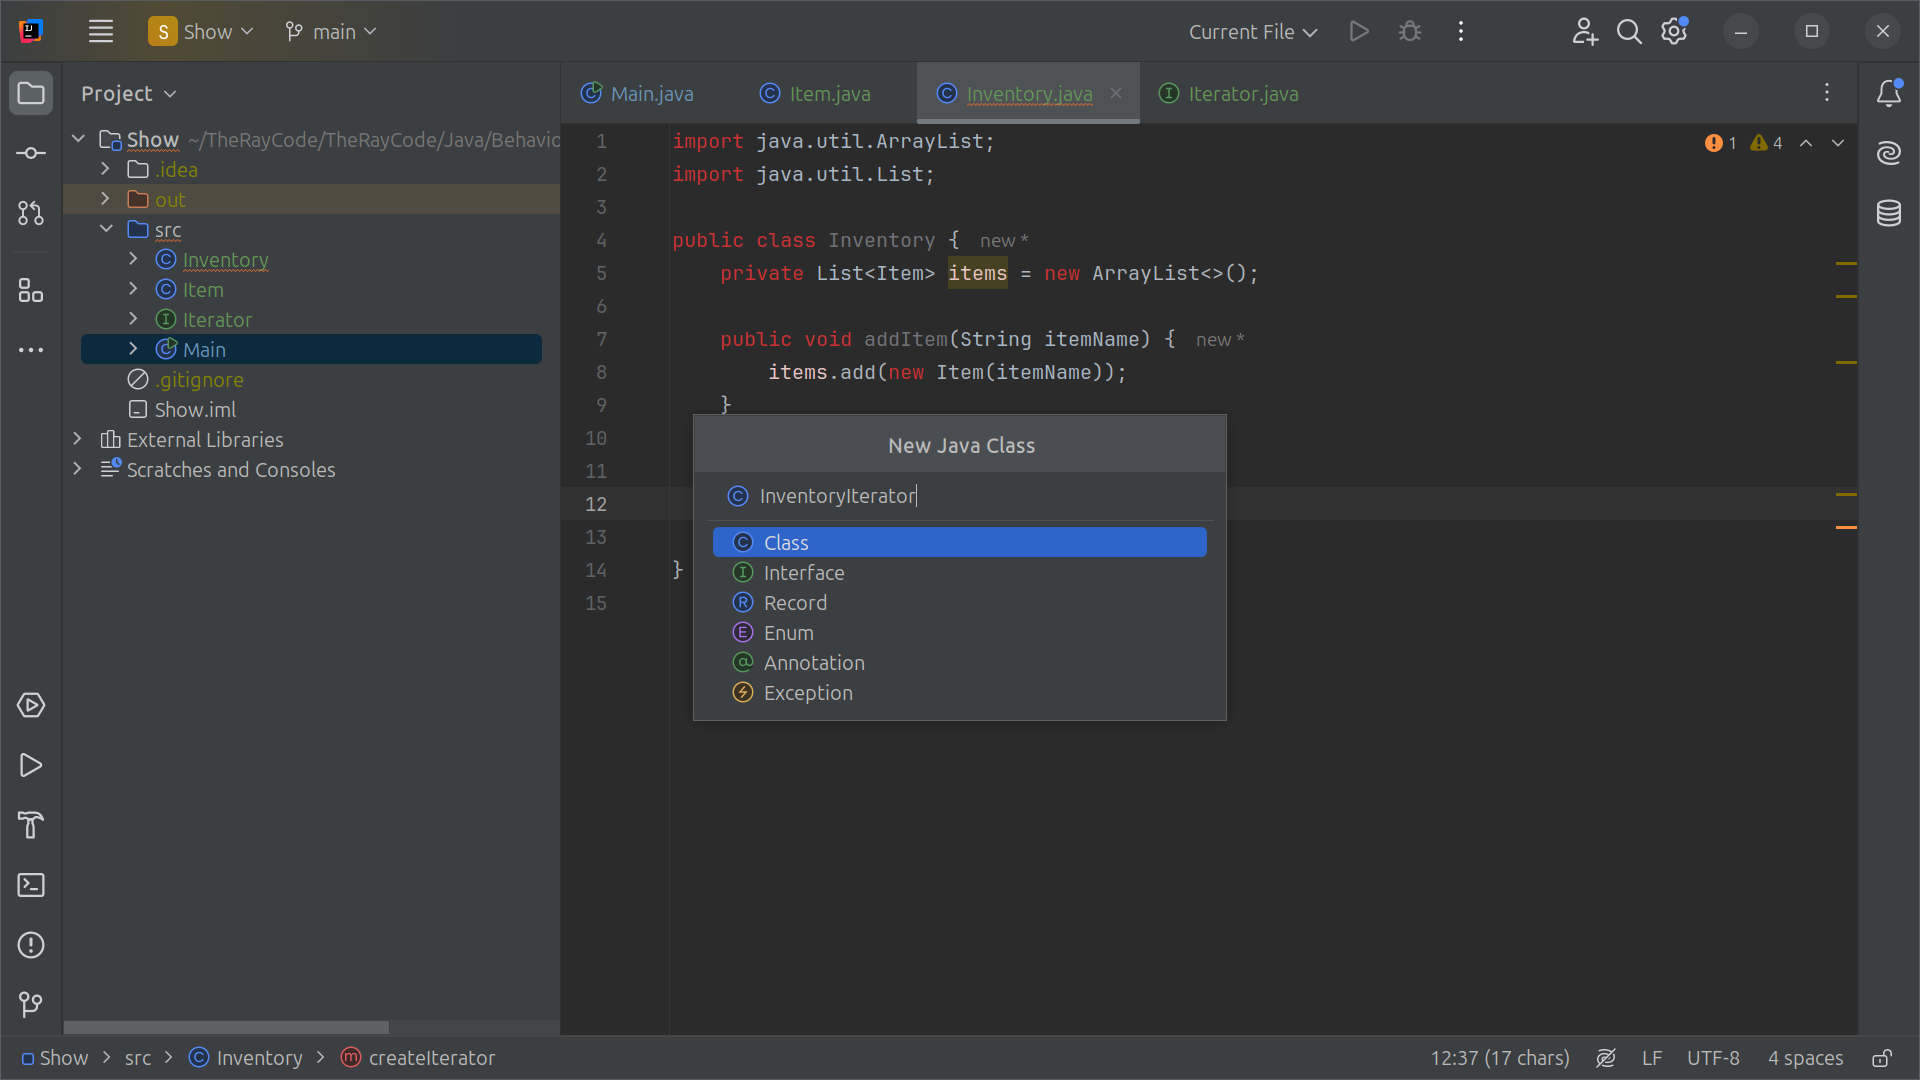 S Show main Current File
Project
Main.java Item.java Inventory.java Iterator.java
Show ~/TheRayCode/TheRayCode/Java/Behavio
.idea
out
src
Inventory
Item
Iterator
Main
.gitignore
Show.iml
External Libraries
Scratches and Consoles
1 4
1 import java.util.ArrayList;
2 import java.util.List;
3
4 public class Inventory { new *
5 private List<Item> items = new ArrayList<>();
6
7 public void addItem(String itemName) { new *
8 items.add(new Item(itemName));
9 }
10
11
12
13
14 }
15
New Java Class
InventoryIterator
Class
Interface
Record
Enum
Annotation
Exception
Show src Inventory createIterator 12:37 (17 chars) LF UTF-8 4 spaces